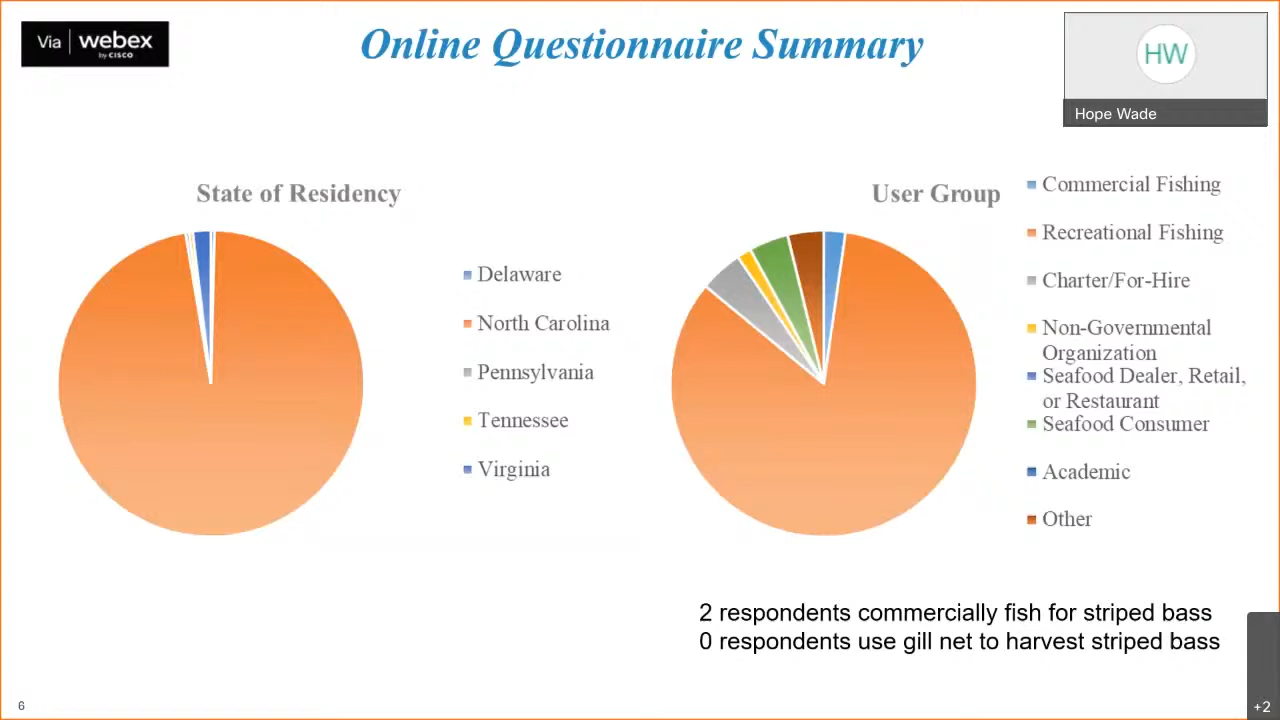 Via webex
by CISCO
Online Questionnaire Summary
HW
Hope Wade
State of Residency
Delaware
North Carolina
Pennsylvania
Tennessee
Virginia
User Group
Commercial Fishing
Recreational Fishing
Charter/For-Hire
Non-Governmental
Organization
Seafood Dealer, Retail,
or Restaurant
Seafood Consumer
Academic
Other
2 respondents commercially fish for striped bass
0 respondents use gill net to harvest striped bass
6
+2